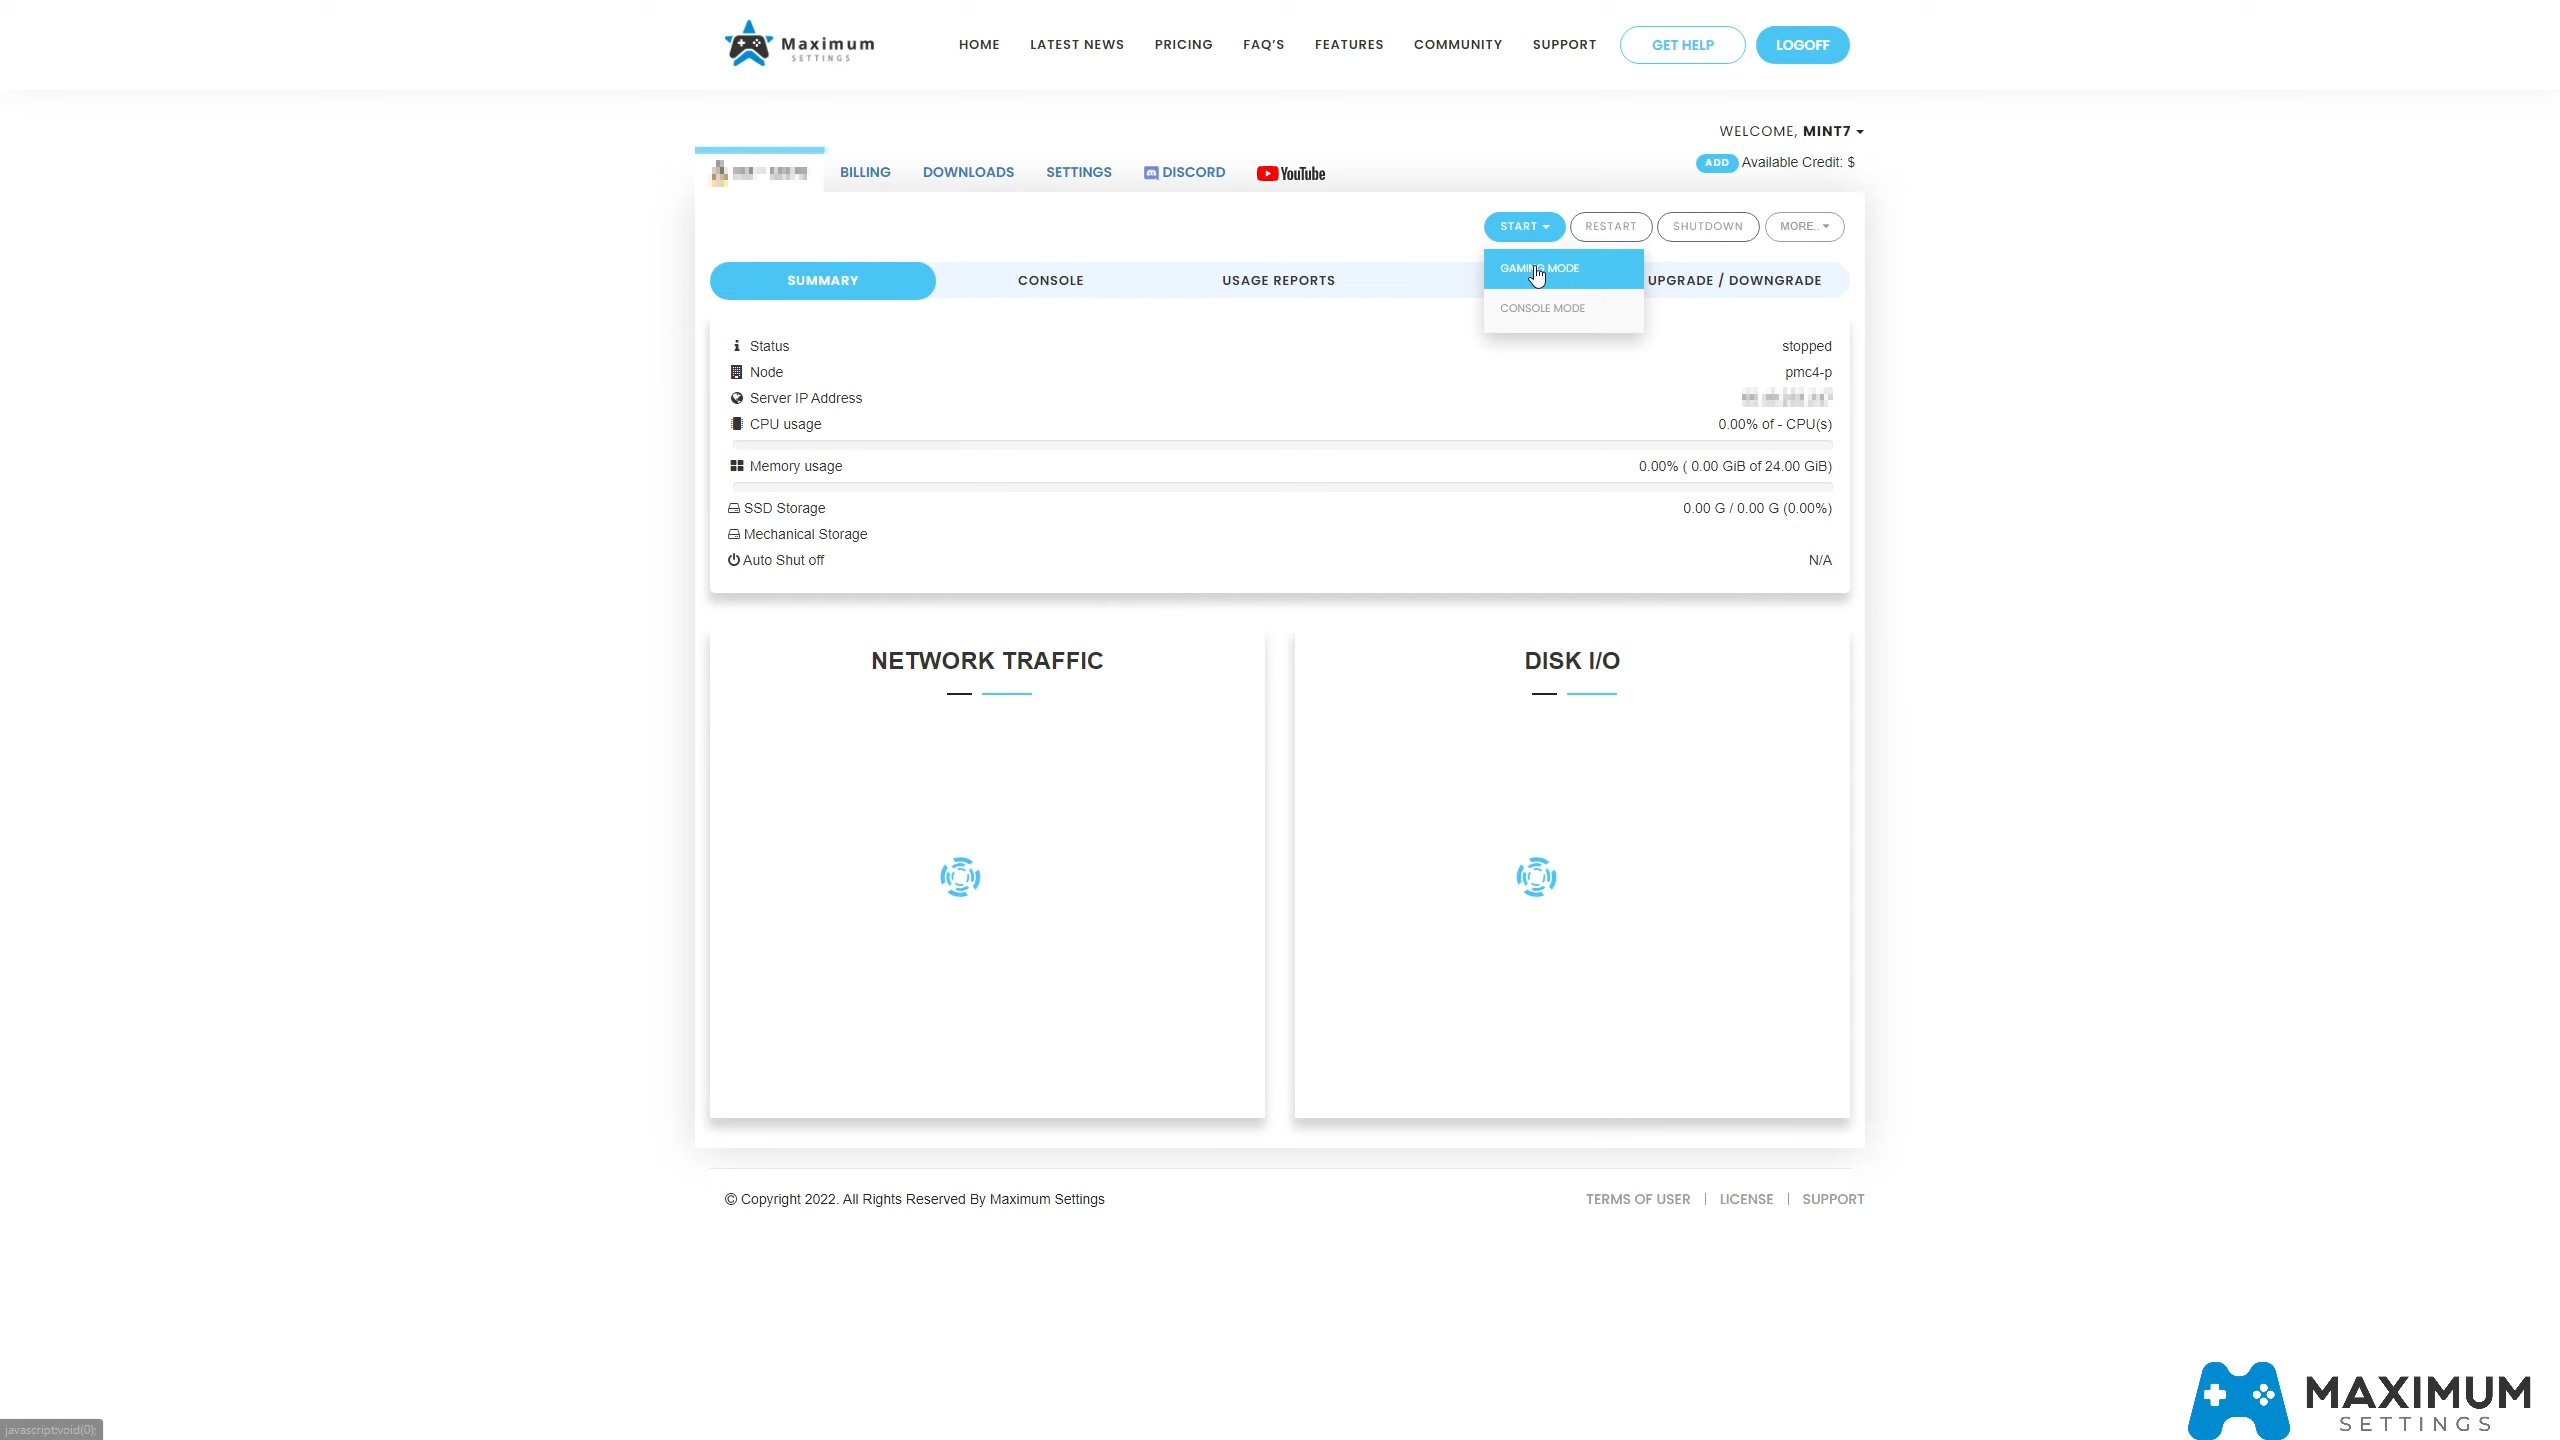 Maximum
SETTINGS
HOME
LATEST NEWS
PRICING
FAQ'S
FEATURES
COMMUNITY
SUPPORT
GET HELP
LOGOFF
WELCOME, MINT7
ADD Available Credit: $
BILLING
DOWNLOADS
SETTINGS
DISCORD
YouTube
START
RESTART
SHUTDOWN
MORE..
GAMING MODE
CONSOLE MODE
SUMMARY
CONSOLE
USAGE REPORTS
UPGRADE / DOWNGRADE
Status stopped
Node pmc4-p
Server IP Address
CPU usage 0.00% of - CPU(s)
Memory usage 0.00% ( 0.00 GiB of 24.00 GiB)
SSD Storage 0.00 G / 0.00 G (0.00%)
Mechanical Storage
Auto Shut off N/A
NETWORK TRAFFIC
DISK I/O
© Copyright 2022. All Rights Reserved By Maximum Settings
TERMS OF USER | LICENSE | SUPPORT
javascript:void(0);
MAXIMUM
SETTINGS